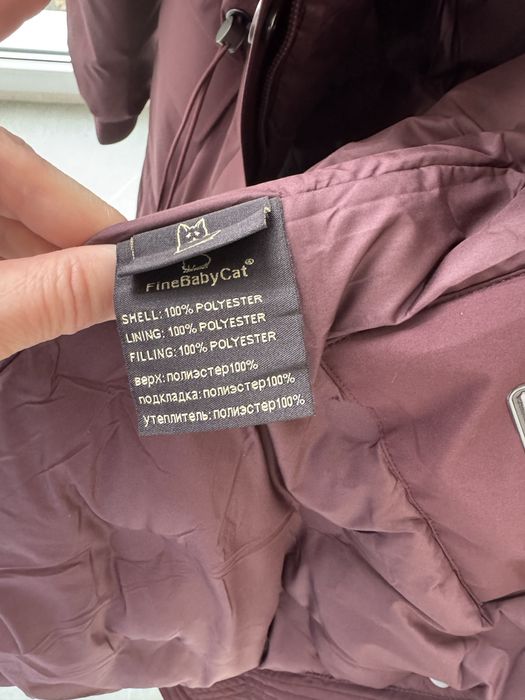 FineBabyCat®
SHELL: 100% POLYESTER
LINING: 100% POLYESTER
FILLING: 100% POLYESTER
верх:полиэстер100%
подкладка:полиэстер100%
утеплитель:полиэстер100%